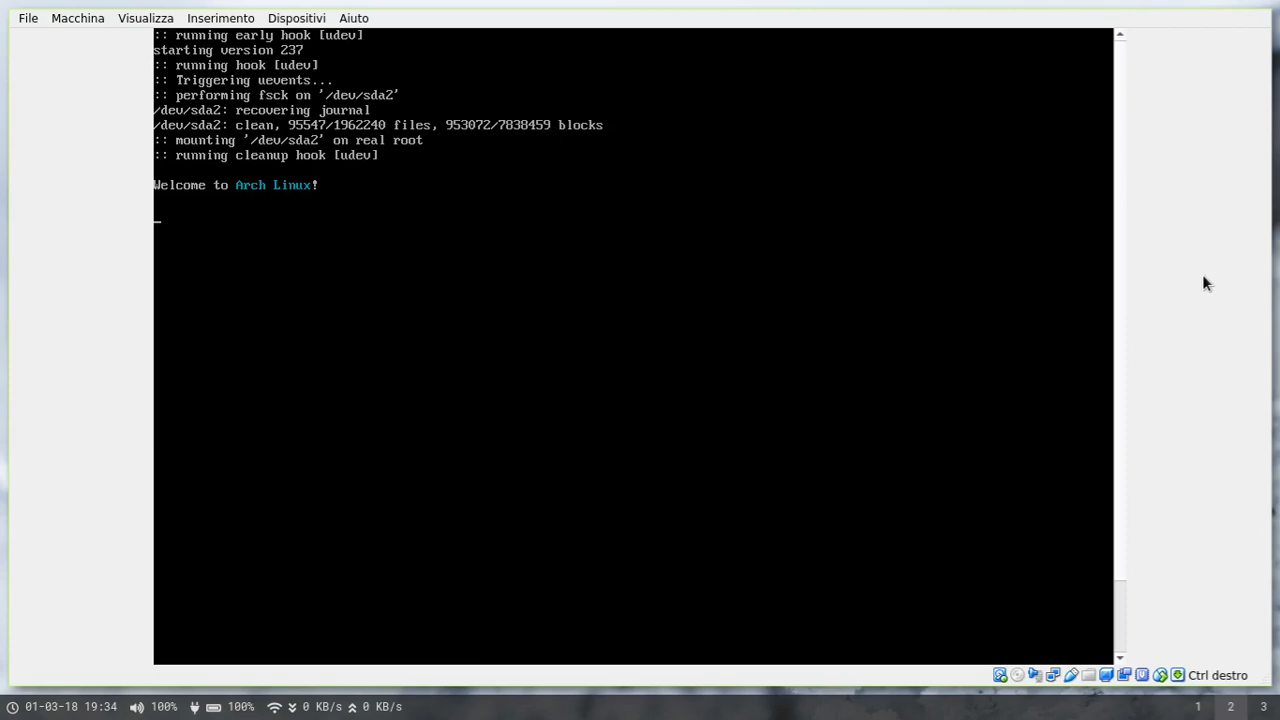 File Macchina Visualizza Inserimento Dispositivi Aiuto
:: running early hook [udev]
starting version 237
:: running hook [udev]
:: Triggering uevents...
:: performing fsck on '/dev/sda2'
/dev/sda2: recovering journal
/dev/sda2: clean, 95547/1962240 files, 953072/7838459 blocks
:: mounting '/dev/sda2' on real root
:: running cleanup hook [udev]
Welcome to Arch Linux!
Ctrl destro
01-03-18 19:34 100% 100% 0 KB/s 0 KB/s 1 2 3